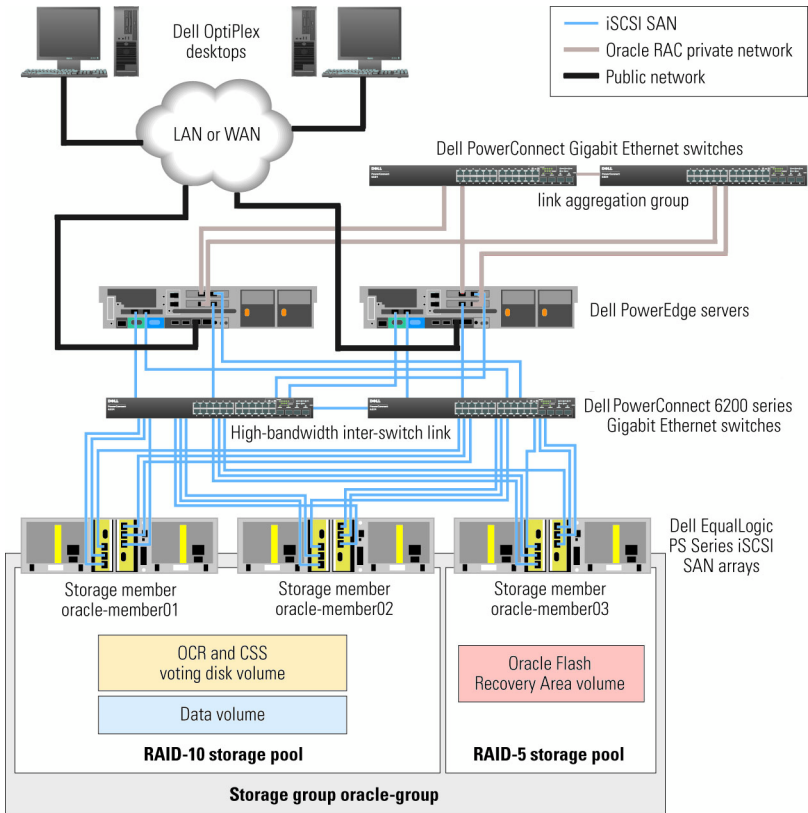 Dell OptiPlex
desktops
iSCSI SAN
Oracle RAC private network
Public network
LAN or WAN
Dell PowerConnect Gigabit Ethernet switches
DELL
DELL
link aggregation group
Dell PowerEdge servers
DELL
DELL
High-bandwidth inter-switch link
Dell PowerConnect 6200 series
Gigabit Ethernet switches
Dell EqualLogic
PS Series iSCSI
SAN arrays
Storage member
oracle-member01
Storage member
oracle-member02
Storage member
oracle-member03
OCR and CSS
voting disk volume
Data volume
Oracle Flash
Recovery Area volume
RAID-10 storage pool
RAID-5 storage pool
Storage group oracle-group